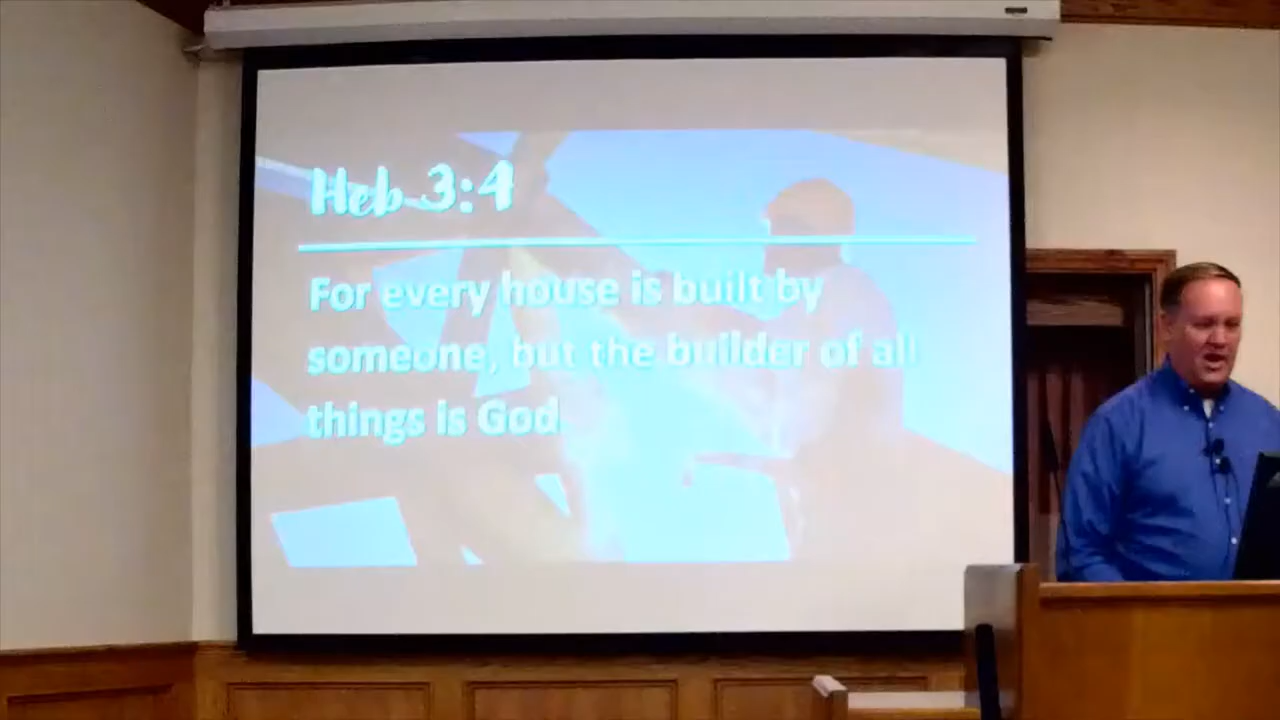 Heb 3:4
For every house is built by
someone, but the builder of all
things is God.